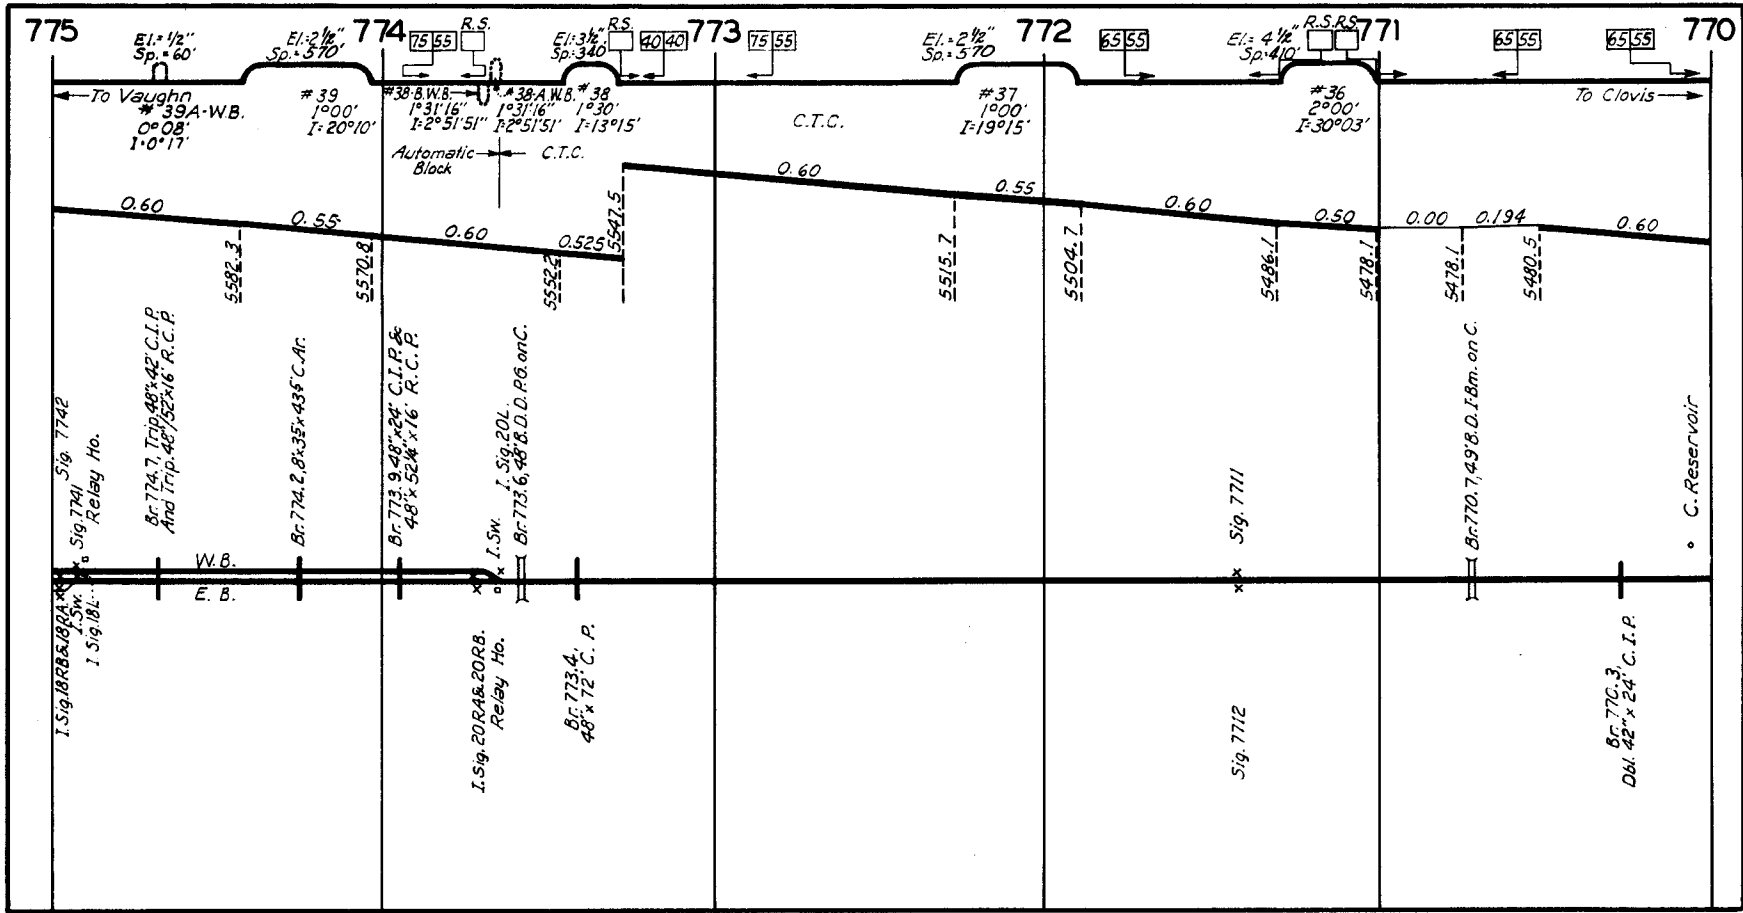 775
774
773
772
771
770
El.= 1/2"
Sp.= 60'
El.=2 1/2"
Sp.=570'
75 55
R.S.
El.=3 1/2"
Sp.=340'
R.S.
40 40
75 55
El.=2 1/2"
Sp.=570
65 55
El.= 4 1/2"
Sp.=410'
R.S. R.S.
65 55
65 55
To Vaughn
# 39A-W.B.
0°08'
I=0°17'
# 39
1°00'
I=20°10'
#38-B.W.B.
1°31'16"
I=2°51'51"
#38-A.W.B.
1°31'16"
I=2°51'51"
#38
1°30'
I=13°15'
C.T.C.
#37
1°00'
I=19°15'
#36
2°00'
I=30°03'
To Clovis
Automatic
Block
C.T.C.
0.60
0.55
0.60
0.525
0.60
0.55
0.60
0.50
0.00
0.194
0.60
5582.3
5570.8
5552.2
5547.5
5515.7
5504.7
5486.1
5478.1
5478.1
5480.5
Sig. 7742
Sig. 7741
Relay Ho.
Br. 774.7, Trip. 48"x42' C.I.P.
And Trip. 48"/52"x16' R.C.P.
Br. 774.2, C.Ar.
Br. 773.9, 48"x24' C.I.P. &
48"x52 1/4"x16' R.C.P.
I. Sw.
I. Sig. 20L.
Br. 773.6, 48' B.D.D.P.G. on C.
Sig. 7711
Br. 770.7, 49' B.D. I-Bm. on C.
C. Reservoir
W.B.
E.B.
I. Sig. 18RB & 18RA.
I. Sw.
I Sig. 18L
I. Sig. 20RA & 20RB.
Relay Ho.
Br. 773.4,
48" x 72' C. P.
Sig. 7712
Br. 770.3,
Dbl. 42" x 24' C. I. P.